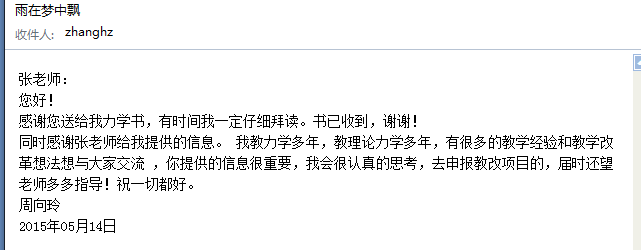 雨在梦中飘
收件人: zhanghz
张老师:
您好!
感谢您送给我力学书，有时间我一定仔细拜读。书已收到，谢谢!
同时感谢张老师给我提供的信息。 我教力学多年，教理论力学多年，有很多的教学经验和教学改
革想法想与大家交流 ，你提供的信息很重要，我会很认真的思考，去申报教改项目的，届时还望
老师多多指导! 祝一切都好。
周向玲
2015年05月14日